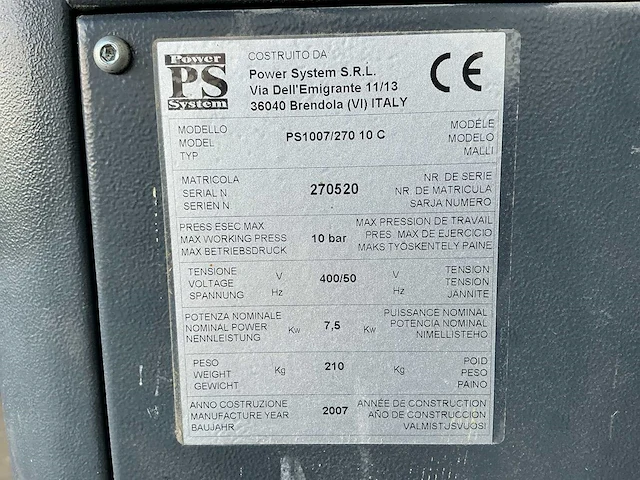 Power
PS
System
COSTRUITO DA
Power System S.R.L.
Via Dell'Emigrante 11/13
36040 Brendola (VI) ITALY
CE
MODELLO
MODEL
TYP
PS1007/270 10 C
MODÉLE
MODELO
MALLI
MATRICOLA
SERIAL N.
SERIEN N.
270520
NR. DE SERIE
NR. DE MATRICULA
SARJA NUMERO
PRESS ESEC MAX
MAX WORKING PRESS
MAX BETRIEBSDRUCK
10 bar
MAX PRESSION DE TRAVAIL
PRES. MAX DE EJERCICIO
MAKS TYÖSKENTELY PAINE
TENSIONE
VOLTAGE
SPANNUNG
V
Hz
400/50
V
Hz
TENSION
TENSION
JÄNNITE
POTENZA NOMINALE
NOMINAL POWER
NENNLEISTUNG
Kw
7,5
Kw
PUISSANCE NOMINAL
POTENCIA NOMINAL
NIMELLISTEHO
PESO
WEIGHT
GEWICHT
Kg
210
Kg
POID
PESO
PAINO
ANNO COSTRUZIONE
MANUFACTURE YEAR
BAUJAHR
2007
ANNÉE DE CONSTRUCTION
AÑO DE CONSTRUCCION
VALMISTUSVUOSI